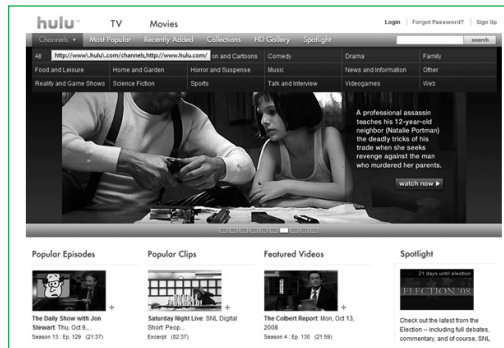 hulu™ TV Movies Login | Forgot Password? | Sign Up
Channels ▾ Most Popular Recently Added Collections HD Gallery Spotlight search
All http://www.\hulu\.com/channels,http://www.hulu.com/ on and Cartoons Comedy Drama Family
Food and Leisure Home and Garden Horror and Suspense Music News and Information Other
Reality and Game Shows Science Fiction Sports Talk and Interview Videogames Web
A professional assassin
teaches his 12-year-old
neighbor (Natalie Portman)
the deadly tricks of his
trade when she seeks
revenge against the man
who murdered her parents.
watch now ▸
Popular Episodes Popular Clips Featured Videos Spotlight
21 days until election
ELECTION '08
The Daily Show with Jon
Stewart: Thu, Oct 9,...
Season 13 : Ep. 129 (21:37)
Saturday Night Live: SNL Digital
Short: Peop...
Excerpt (02:37)
The Colbert Report: Mon, Oct 13,
2008
Season 4 : Ep. 130 (21:59)
Check out the latest from the
Election – including full debates,
commentary, and of course, SNL